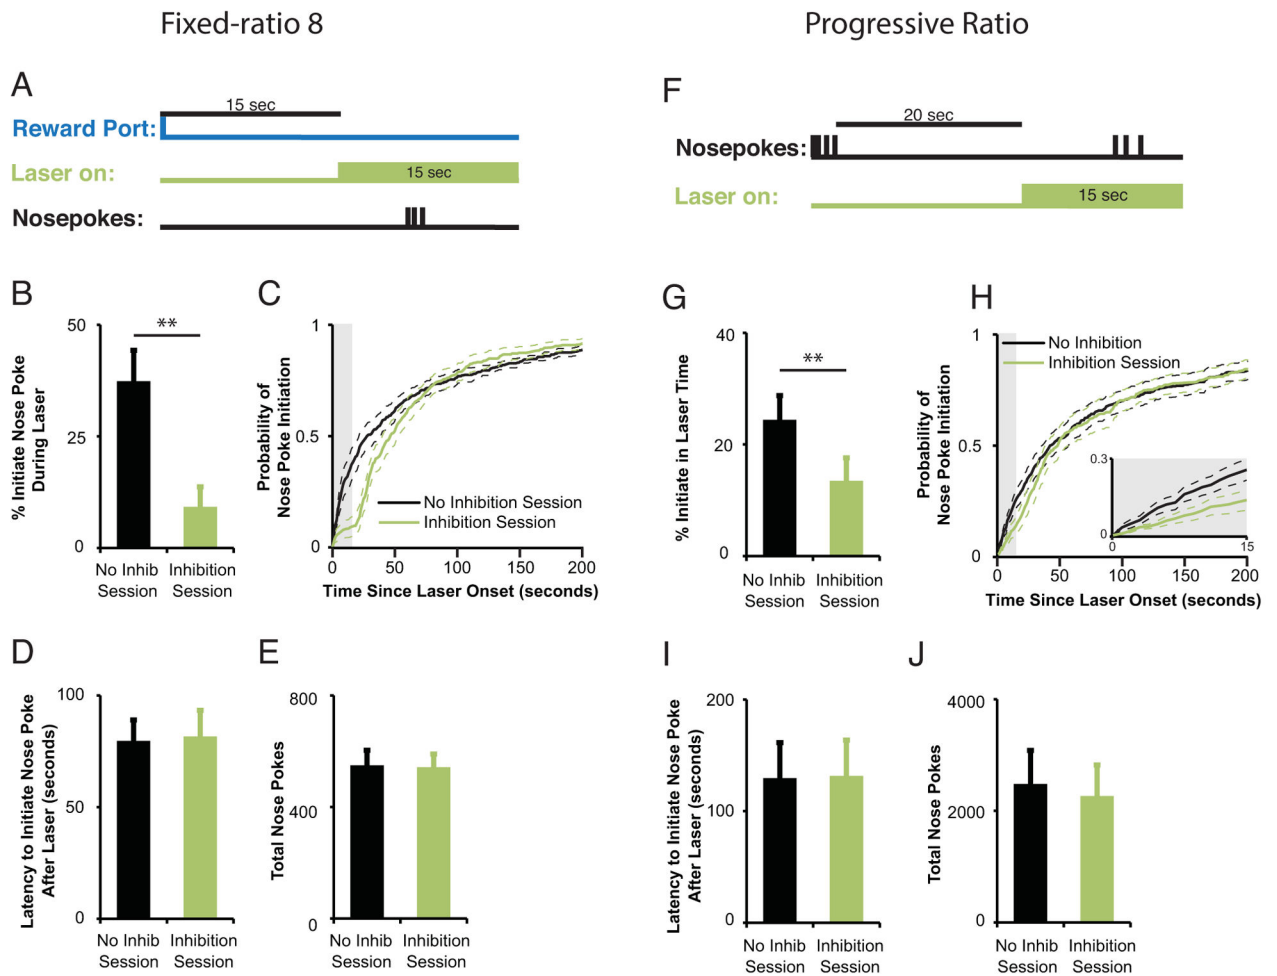 Fixed-ratio 8
Progressive Ratio
A
15 sec
Reward Port:
Laser on:
15 sec
Nosepokes:
F
20 sec
Nosepokes:
Laser on:
15 sec
B
% Initiate Nose Poke
During Laser
50
25
0
**
No Inhib
Session
Inhibition
Session
C
Probability of
Nose Poke Initiation
1
0.5
0
No Inhibition Session
Inhibition Session
0
50
100
150
200
Time Since Laser Onset (seconds)
G
% Initiate in Laser Time
40
20
0
**
No Inhib
Session
Inhibition
Session
H
Probability of
Nose Poke Initiation
1
0.5
0
No Inhibition
Inhibition Session
0.3
0
0
15
0
50
100
150
200
Time Since Laser Onset (seconds)
D
Latency to Initiate Nose Poke
After Laser (seconds)
100
50
0
No Inhib
Session
Inhibition
Session
E
Total Nose Pokes
800
400
0
No Inhib
Session
Inhibition
Session
I
Latency to Initiate Nose Poke
After Laser (seconds)
200
100
0
No Inhib
Session
Inhibition
Session
J
Total Nose Pokes
4000
2000
0
No Inhib
Session
Inhibition
Session